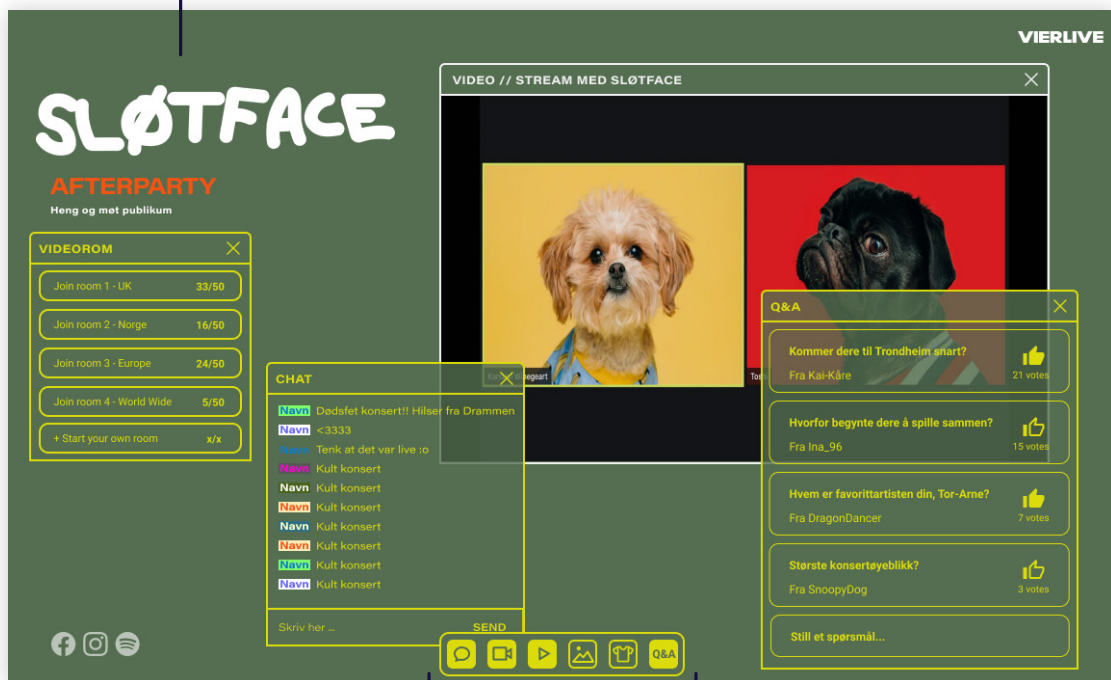 VIERLIVE
SLØTFACE
AFTERPARTY
Heng og møt publikum
VIDEOROM
Join room 1 - UK 33/50
Join room 2 - Norge 16/50
Join room 3 - Europe 24/50
Join room 4 - World Wide 5/50
+ Start your own room x/x
VIDEO // STREAM MED SLØTFACE
CHAT
Navn Dødsfet konsert!! Hilser fra Drammen
Navn <3333
Navn Tenk at det var live :o
Navn Kult konsert
Navn Kult konsert
Navn Kult konsert
Navn Kult konsert
Navn Kult konsert
Navn Kult konsert
Navn Kult konsert
Skriv her ... SEND
Q&A
Kommer dere til Trondheim snart?
Fra Kai-Kåre
21 votes
Hvorfor begynte dere å spille sammen?
Fra Ina_96
15 votes
Hvem er favorittartisten din, Tor-Arne?
Fra DragonDancer
7 votes
Største konsertøyeblikk?
Fra SnoopyDog
3 votes
Still et spørsmål...
Q&A